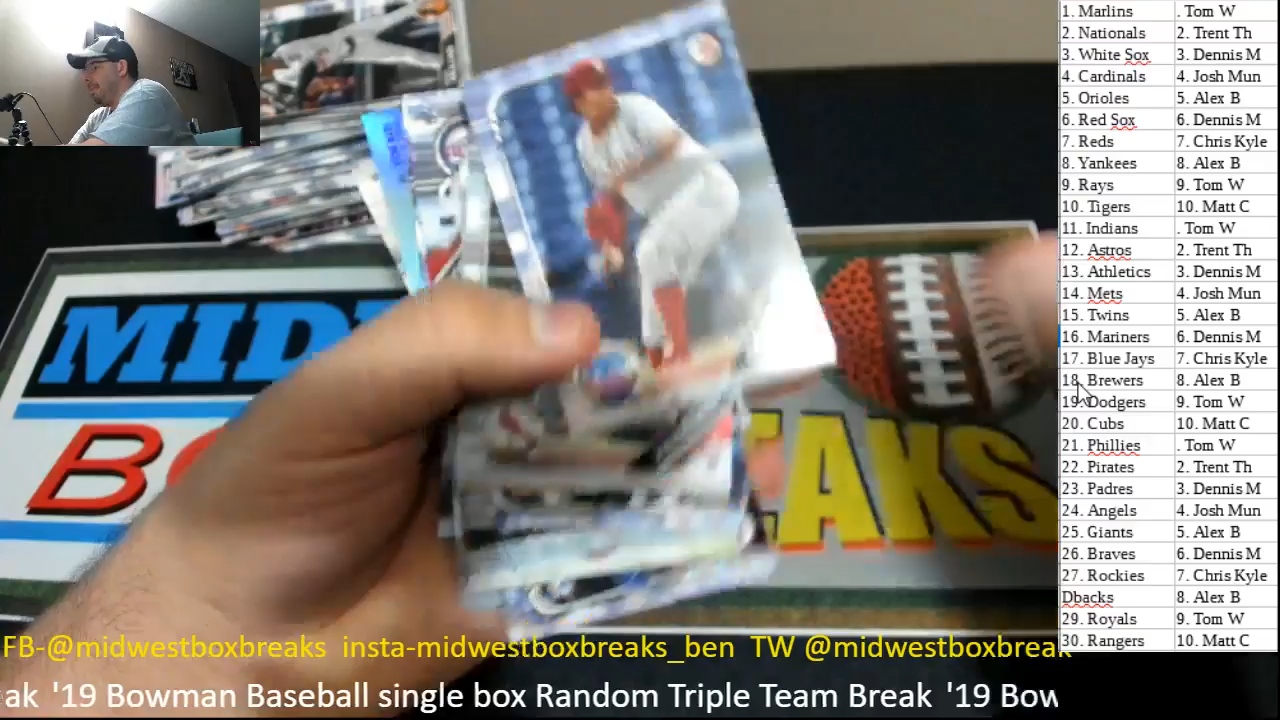 1. Marlins . Tom W
2. Nationals 2. Trent Th
3. White Sox 3. Dennis M
4. Cardinals 4. Josh Mun
5. Orioles 5. Alex B
6. Red Sox 6. Dennis M
7. Reds 7. Chris Kyle
8. Yankees 8. Alex B
9. Rays 9. Tom W
10. Tigers 10. Matt C
11. Indians . Tom W
12. Astros 2. Trent Th
13. Athletics 3. Dennis M
14. Mets 4. Josh Mun
15. Twins 5. Alex B
16. Mariners 6. Dennis M
17. Blue Jays 7. Chris Kyle
18. Brewers 8. Alex B
19. Dodgers 9. Tom W
20. Cubs 10. Matt C
21. Phillies . Tom W
22. Pirates 2. Trent Th
23. Padres 3. Dennis M
24. Angels 4. Josh Mun
25. Giants 5. Alex B
26. Braves 6. Dennis M
27. Rockies 7. Chris Kyle
Dbacks 8. Alex B
29. Royals 9. Tom W
30. Rangers 10. Matt C
MID
B
EAKS
FB-@midwestboxbreaks insta-midwestboxbreaks_ben TW @midwestboxbreak
ak '19 Bowman Baseball single box Random Triple Team Break '19 Bow